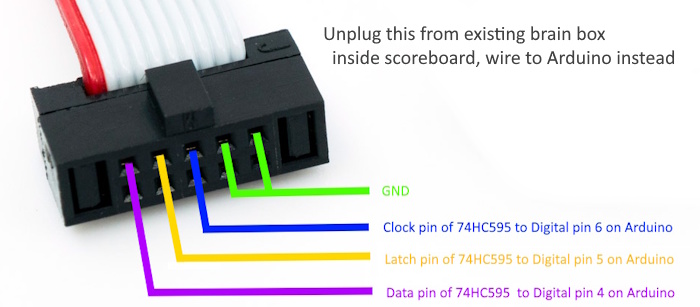 Unplug this from existing brain box
inside scoreboard, wire to Arduino instead
GND
Clock pin of 74HC595 to Digital pin 6 on Arduino
Latch pin of 74HC595 to Digital pin 5 on Arduino
Data pin of 74HC595 to Digital pin 4 on Arduino